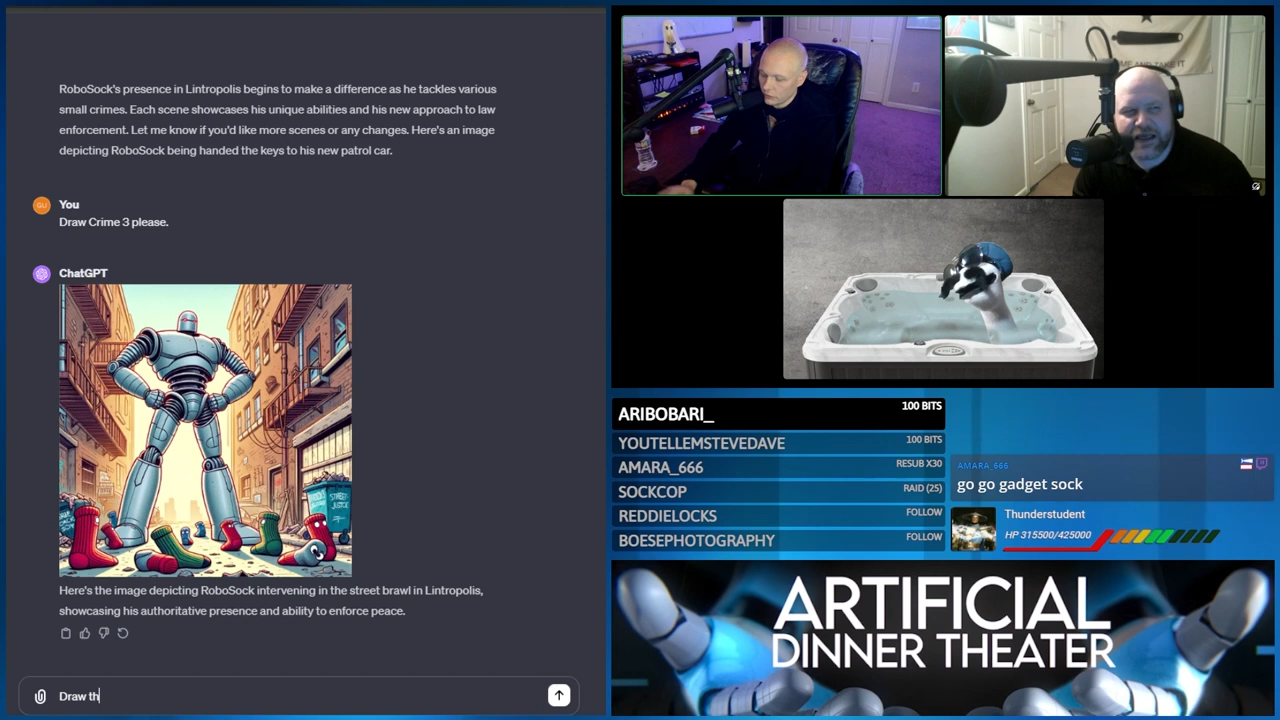 RoboSock's presence in Lintropolis begins to make a difference as he tackles various
small crimes. Each scene showcases his unique abilities and his new approach to law
enforcement. Let me know if you'd like more scenes or any changes. Here's an image
depicting RoboSock being handed the keys to his new patrol car.
GU
You
Draw Crime 3 please.
ChatGPT
STREET
JUSTICE
Here's the image depicting RoboSock intervening in the street brawl in Lintropolis,
showcasing his authoritative presence and ability to enforce peace.
Draw th
ARIBOBARI_ 100 BITS
YOUTELLEMSTEVEDAVE 100 BITS
AMARA_666 RESUB X30
SOCKCOP RAID (25)
REDDIELOCKS FOLLOW
BOESEPHOTOGRAPHY FOLLOW
AMARA_666
go go gadget sock
Thunderstudent
HP 315500/425000
ARTIFICIAL
DINNER THEATER